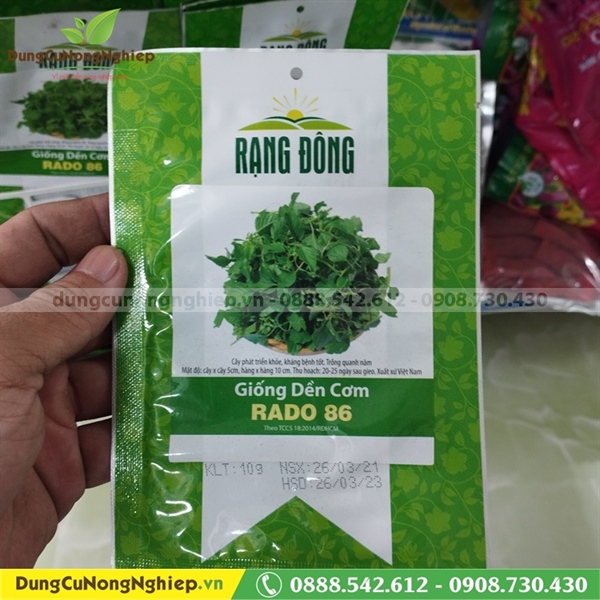 DungCuNongNghiep
RẠNG ĐÔNG
Giống Dền Cơm
RADO 86
RẠNG ĐÔNG
dungcuNongNghiep.vn - 0888.542.612 - 0908.730.430
Cây phát triển khỏe, kháng bệnh tốt. Trồng quanh năm
Mật độ: cây x cây 5cm, hàng x hàng 10 cm. Thu hoạch: 20-25 ngày sau gieo. Xuất xứ Việt Nam
Giống Dền Cơm
RADO 86
Theo TCCS 18:2014/RDHCM
KLT:10g NSX:26/03/21
HSD:26/03/23
DungCuNongNghiep.vn 0888.542.612 - 0908.730.430